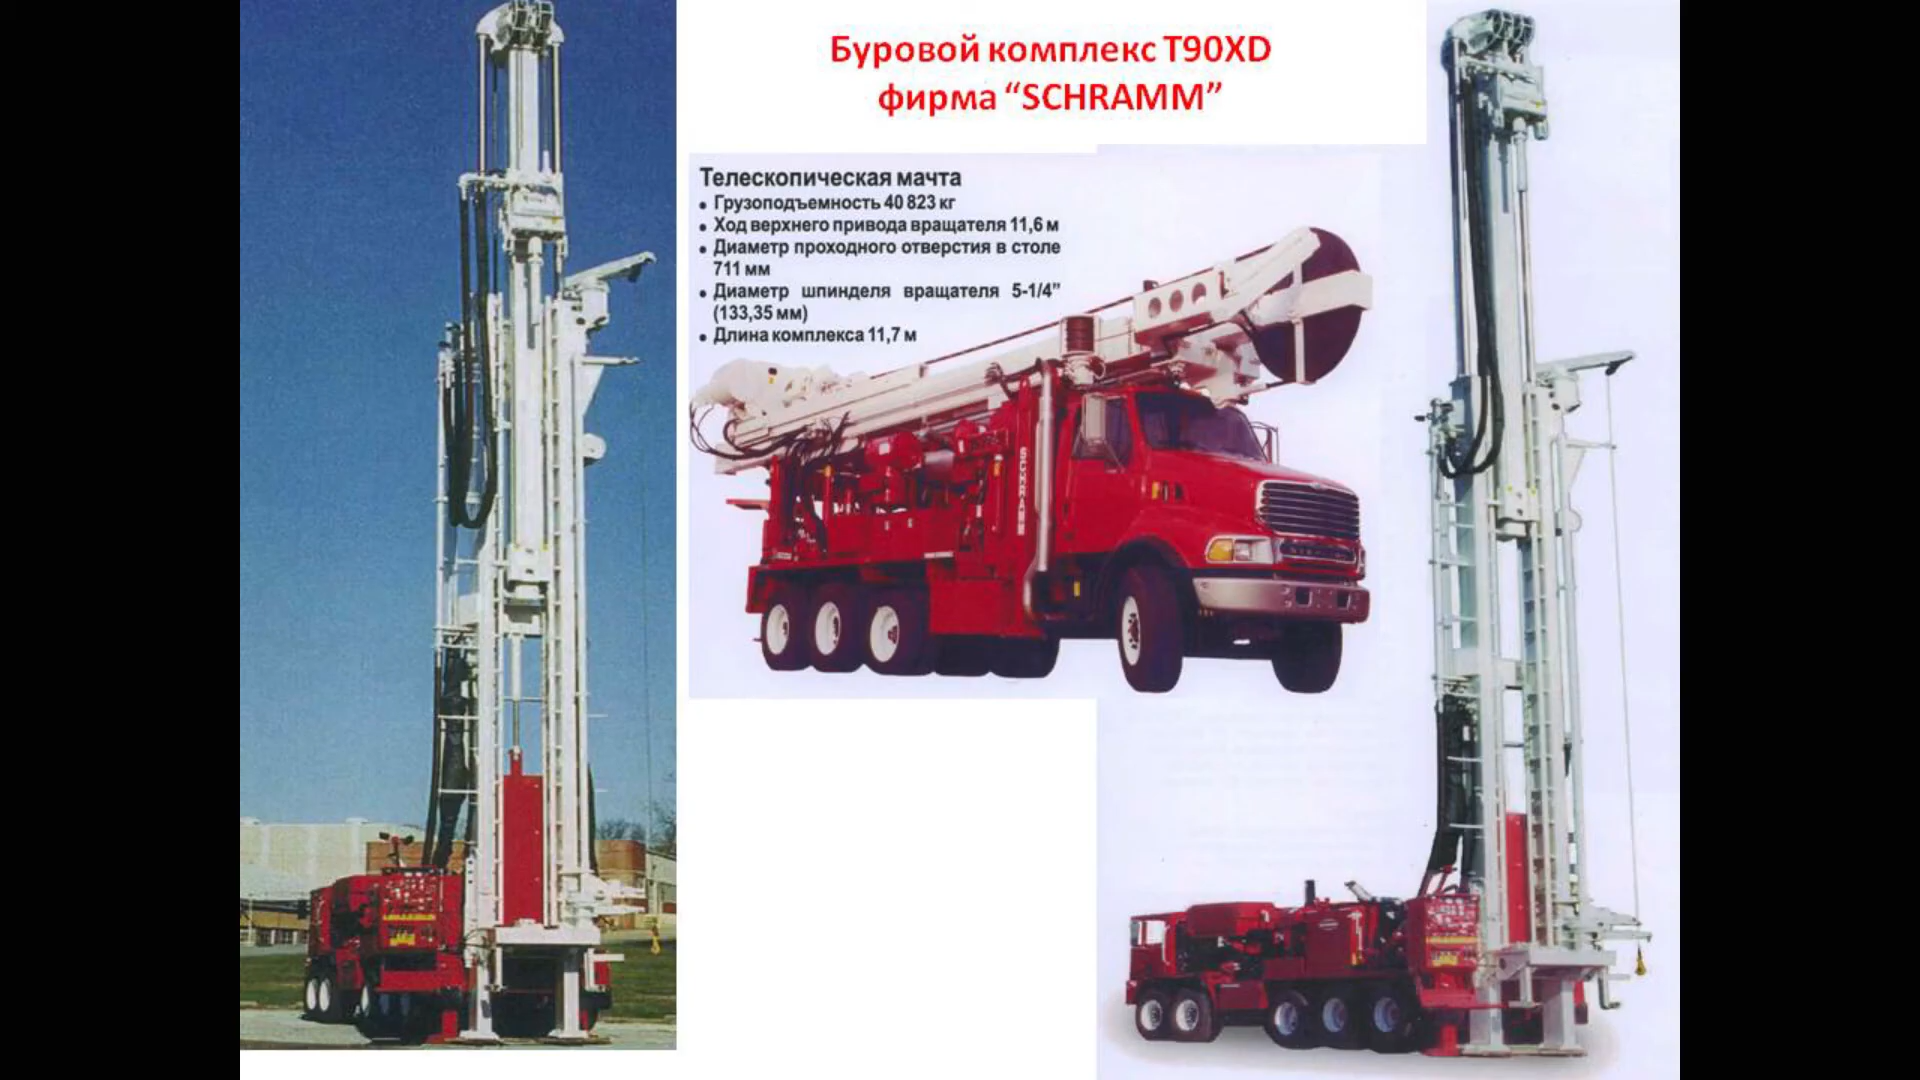 Буровой комплекс T90XD
фирма “SCHRAMM”
Телескопическая мачта
• Грузоподъемность 40 823 кг
• Ход верхнего привода вращателя 11,6 м
• Диаметр проходного отверстия в столе
711 мм
• Диаметр шпинделя вращателя 5-1/4”
(133,35 мм)
• Длина комплекса 11,7 м
SCHRAMM